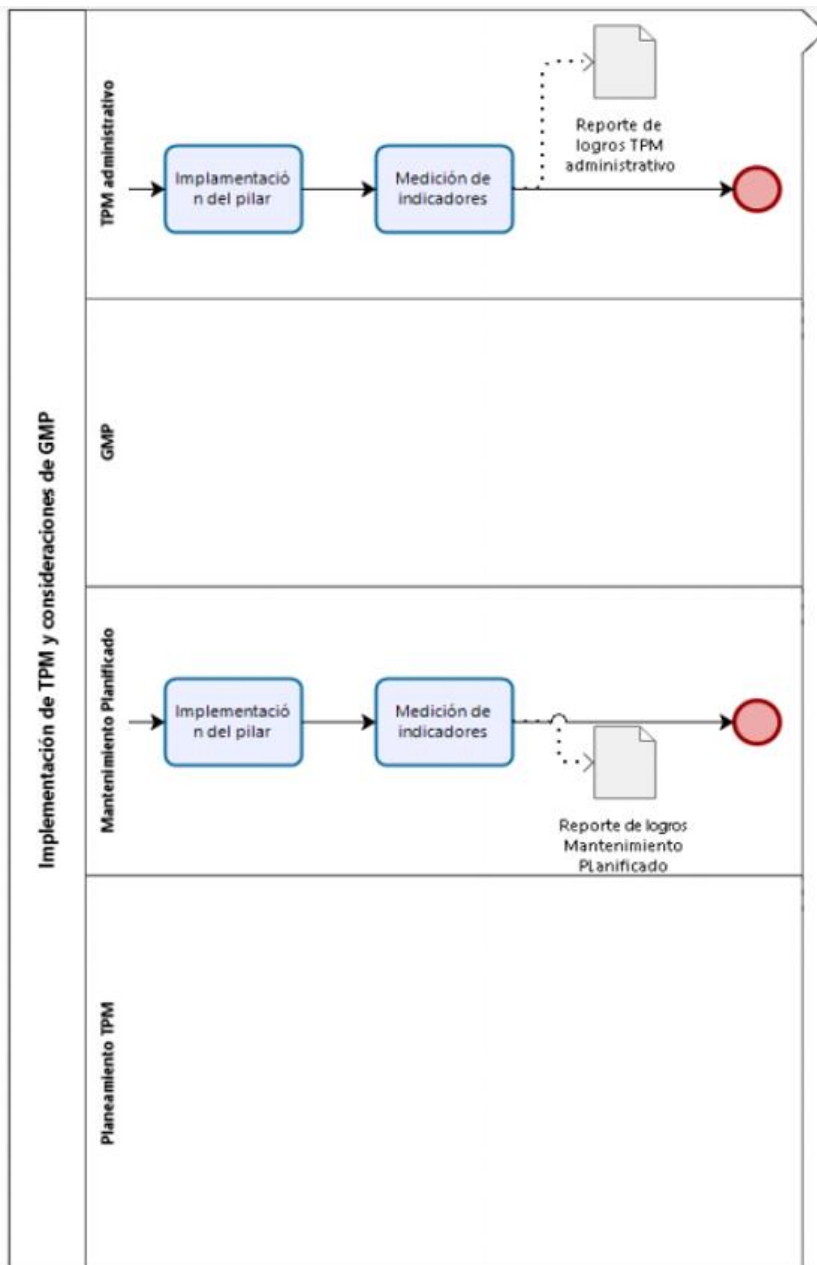 Implementación de TPM y consideraciones de GMP
TPM administrativo
Implamentació
n del pilar
Medición de
indicadores
Reporte de
logros TPM
administrativo
GMP
Mantenimiento Planificado
Implementació
n del pilar
Medición de
indicadores
Reporte de logros
Mantenimiento
PLanificado
Planeamiento TPM